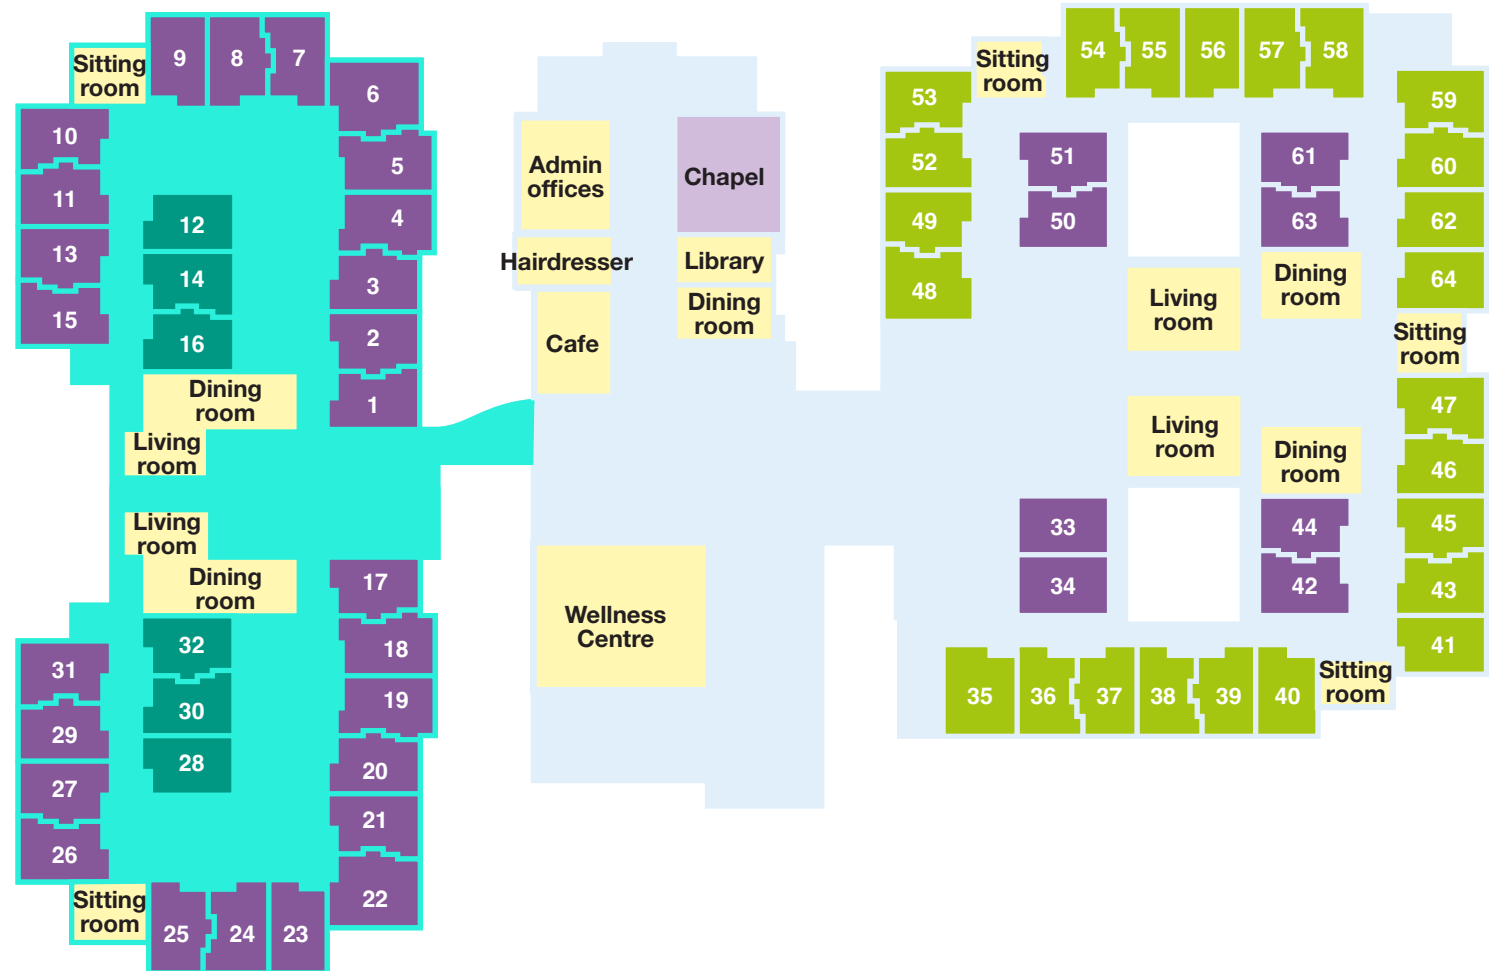 Sitting
room
9
8
7
6
10
5
11
4
12
13
14
3
15
16
2
Dining
room
1
Living
room
Living
room
Dining
room
17
32
18
31
30
19
29
28
20
27
21
26
22
Sitting
room
25
24
23
Admin
offices
Chapel
Hairdresser
Library
Dining
room
Cafe
Wellness
Centre
Sitting
room
54
55
56
57
58
53
59
51
61
52
60
50
63
49
62
48
Living
room
Dining
room
64
Sitting
room
47
Living
room
Dining
room
46
33
44
45
34
42
43
41
35
36
37
38
39
40
Sitting
room